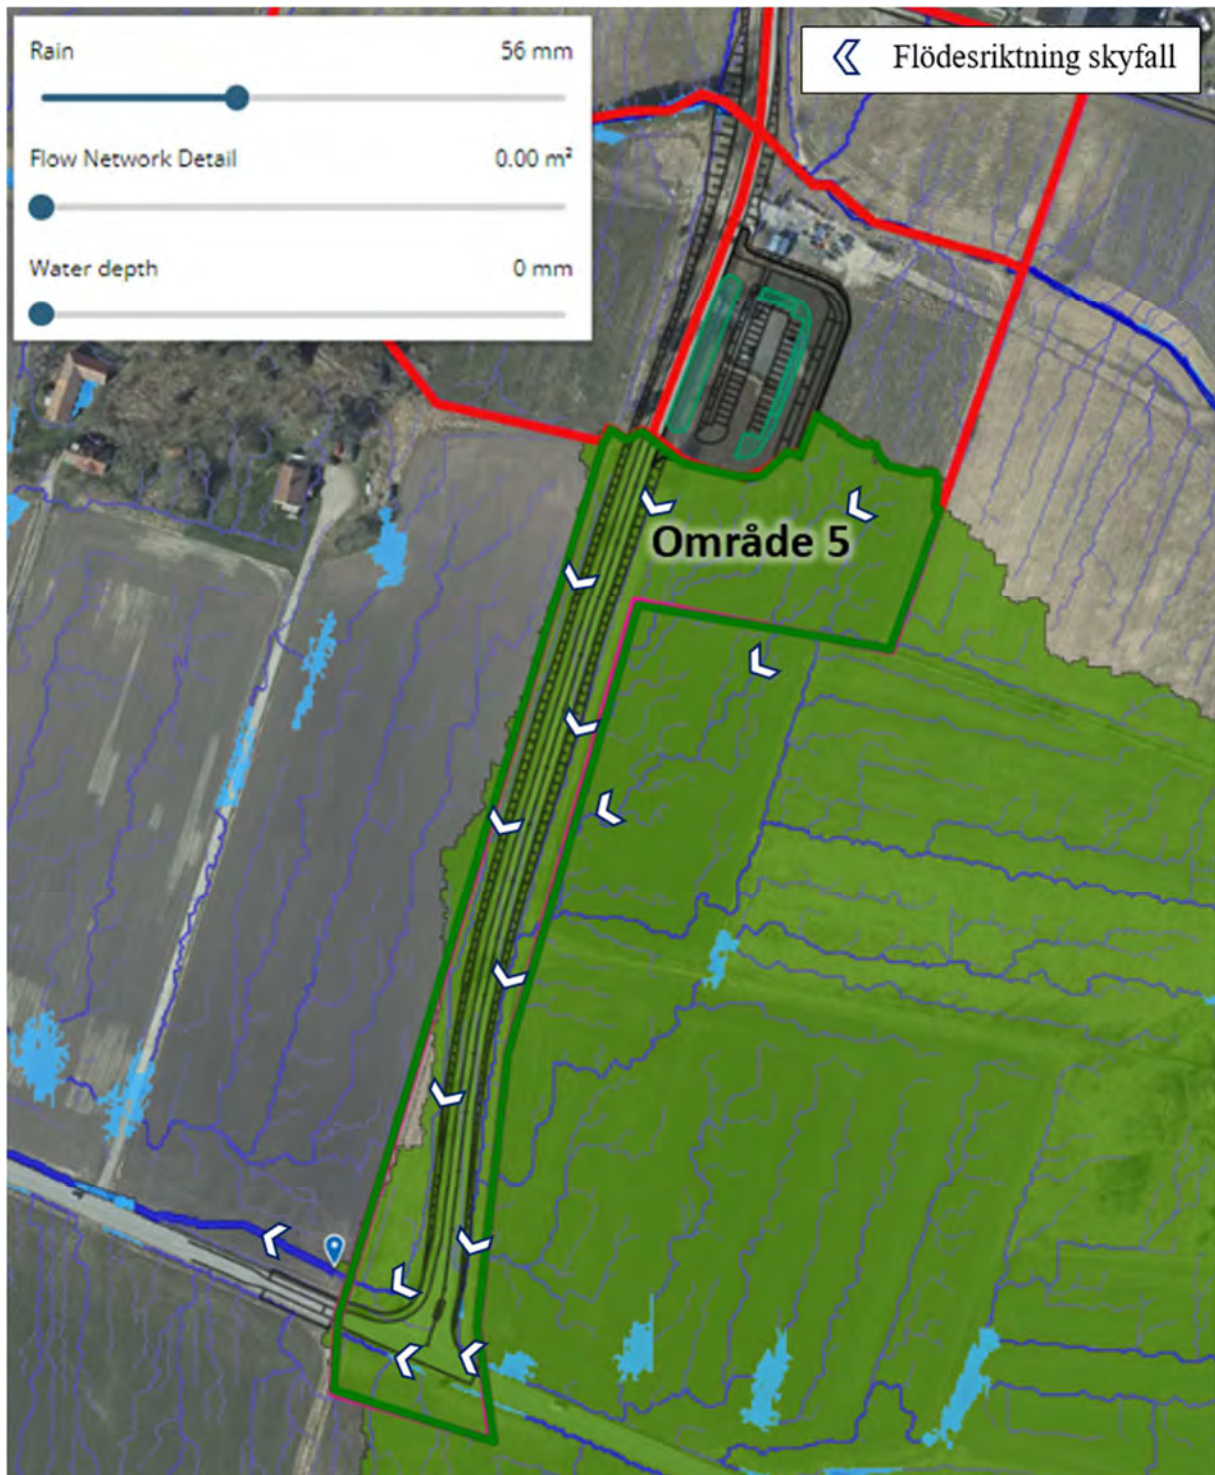 Rain 56 mm
Flödesriktning skyfall
Flow Network Detail 0.00 m²
Water depth 0 mm
Område 5